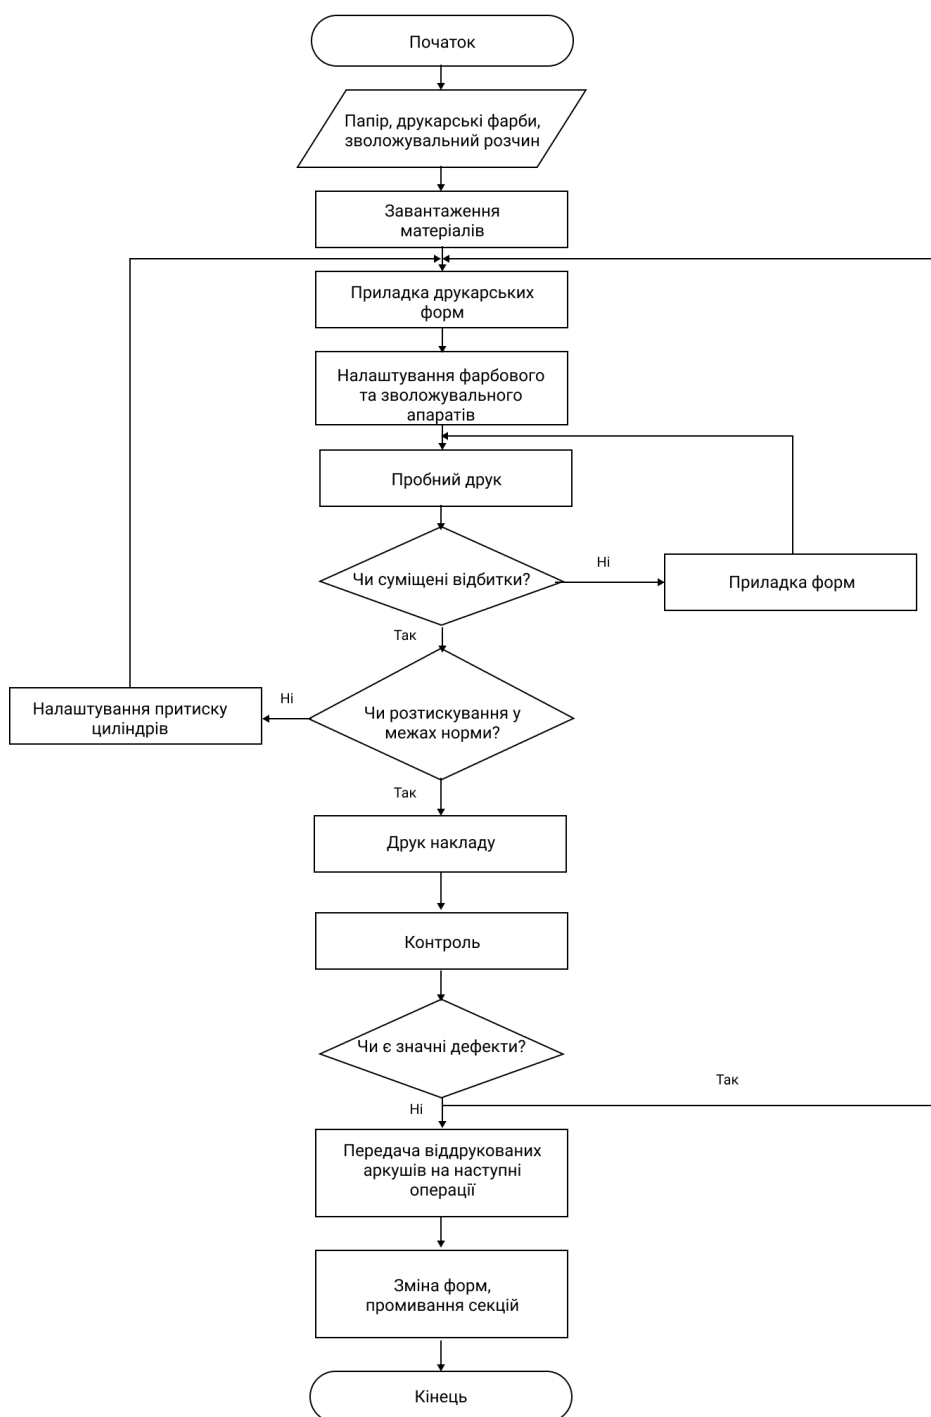 Початок
Папір, друкарські фарби,
зволожувальний розчин
Завантаження
матеріалів
Приладка друкарських
форм
Налаштування фарбового
та зволожувального
апаратів
Пробний друк
Чи суміщені відбитки?
Ні
Приладка форм
Так
Налаштування притиску
циліндрів
Ні
Чи розтискування у
межах норми?
Так
Друк накладу
Контроль
Чи є значні дефекти?
Так
Ні
Передача віддрукованих
аркушів на наступні
операції
Зміна форм,
промивання секцій
Кінець